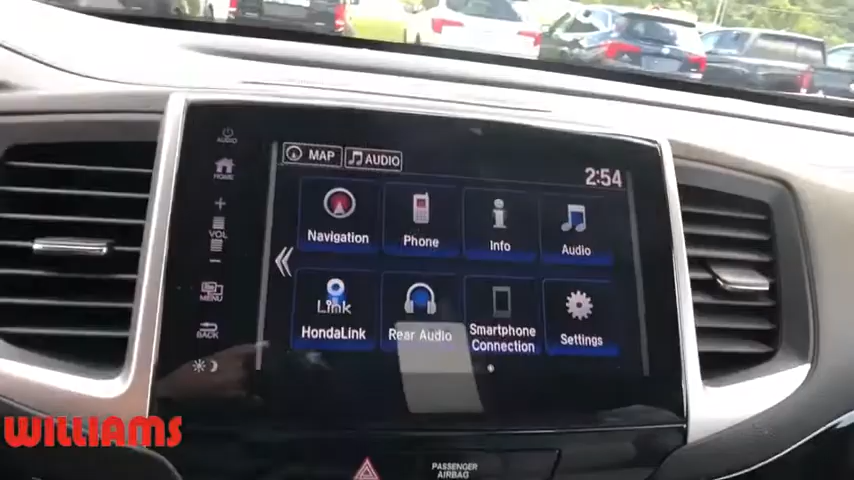 AUDIO
MAP
AUDIO
2:54
HOME
VOL
MENU
BACK
Navigation
Phone
Info
Audio
Link
HondaLink
Rear Audio
Smartphone
Connection
Settings
WILLIAMS
PASSENGER
AIRBAG